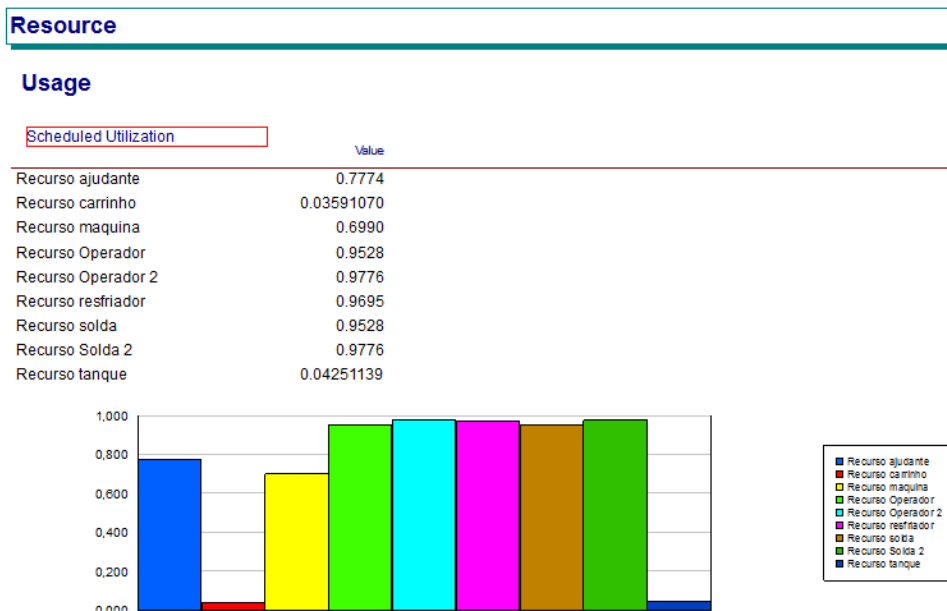 Resource
Usage
Scheduled Utilization
Value
Recurso ajudante 0.7774
Recurso carrinho 0.03591070
Recurso maquina 0.6990
Recurso Operador 0.9528
Recurso Operador 2 0.9776
Recurso resfriador 0.9695
Recurso solda 0.9528
Recurso Solda 2 0.9776
Recurso tanque 0.04251139
1,000
0,800
0,600
0,400
0,200
0,000
Recurso ajudante
Recurso carrinho
Recurso maquina
Recurso Operador
Recurso Operador 2
Recurso resfriador
Recurso solda
Recurso Solda 2
Recurso tanque